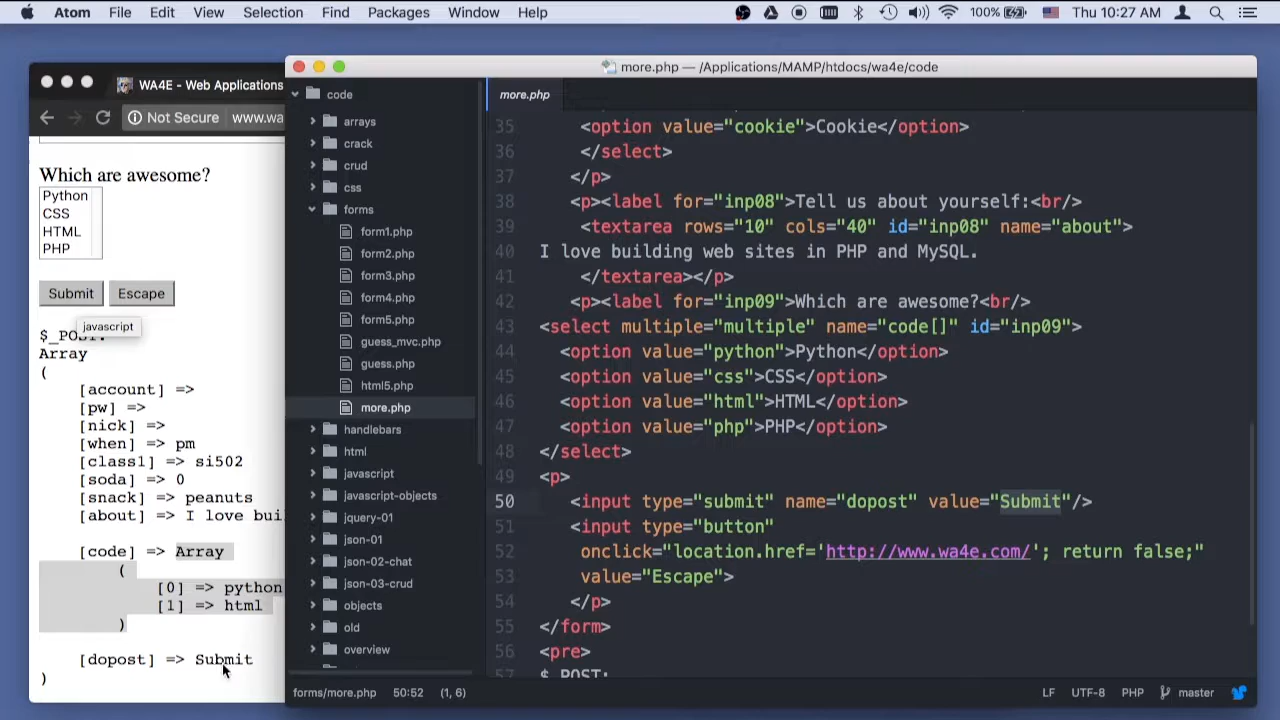 Atom File Edit View Selection Find Packages Window Help 100% Thu 10:27 AM
WA4E - Web Applications
Not Secure www.wa
Which are awesome?
Python
CSS
HTML
PHP
Submit Escape
javascript
$_POST:
Array
(
[account] =>
[pw] =>
[nick] =>
[when] => pm
[class1] => si502
[soda] => 0
[snack] => peanuts
[about] => I love buil
[code] => Array
(
[0] => python
[1] => html
)
[dopost] => Submit
)
more.php — /Applications/MAMP/htdocs/wa4e/code
code
arrays
crack
crud
css
forms
form1.php
form2.php
form3.php
form4.php
form5.php
guess_mvc.php
guess.php
html5.php
more.php
handlebars
html
javascript
javascript-objects
jquery-01
json-01
json-02-chat
json-03-crud
objects
old
overview
more.php
35 <option value="cookie">Cookie</option>
36 </select>
37 </p>
38 <p><label for="inp08">Tell us about yourself:<br/>
39 <textarea rows="10" cols="40" id="inp08" name="about">
40 I love building web sites in PHP and MySQL.
41 </textarea></p>
42 <p><label for="inp09">Which are awesome?<br/>
43 <select multiple="multiple" name="code[]" id="inp09">
44 <option value="python">Python</option>
45 <option value="css">CSS</option>
46 <option value="html">HTML</option>
47 <option value="php">PHP</option>
48 </select>
49 <p>
50 <input type="submit" name="dopost" value="Submit"/>
51 <input type="button"
52 onclick="location.href='http://www.wa4e.com/'; return false;"
53 value="Escape">
54 </p>
55 </form>
56 <pre>
57 $_POST:
forms/more.php 50:52 (1, 6) LF UTF-8 PHP master